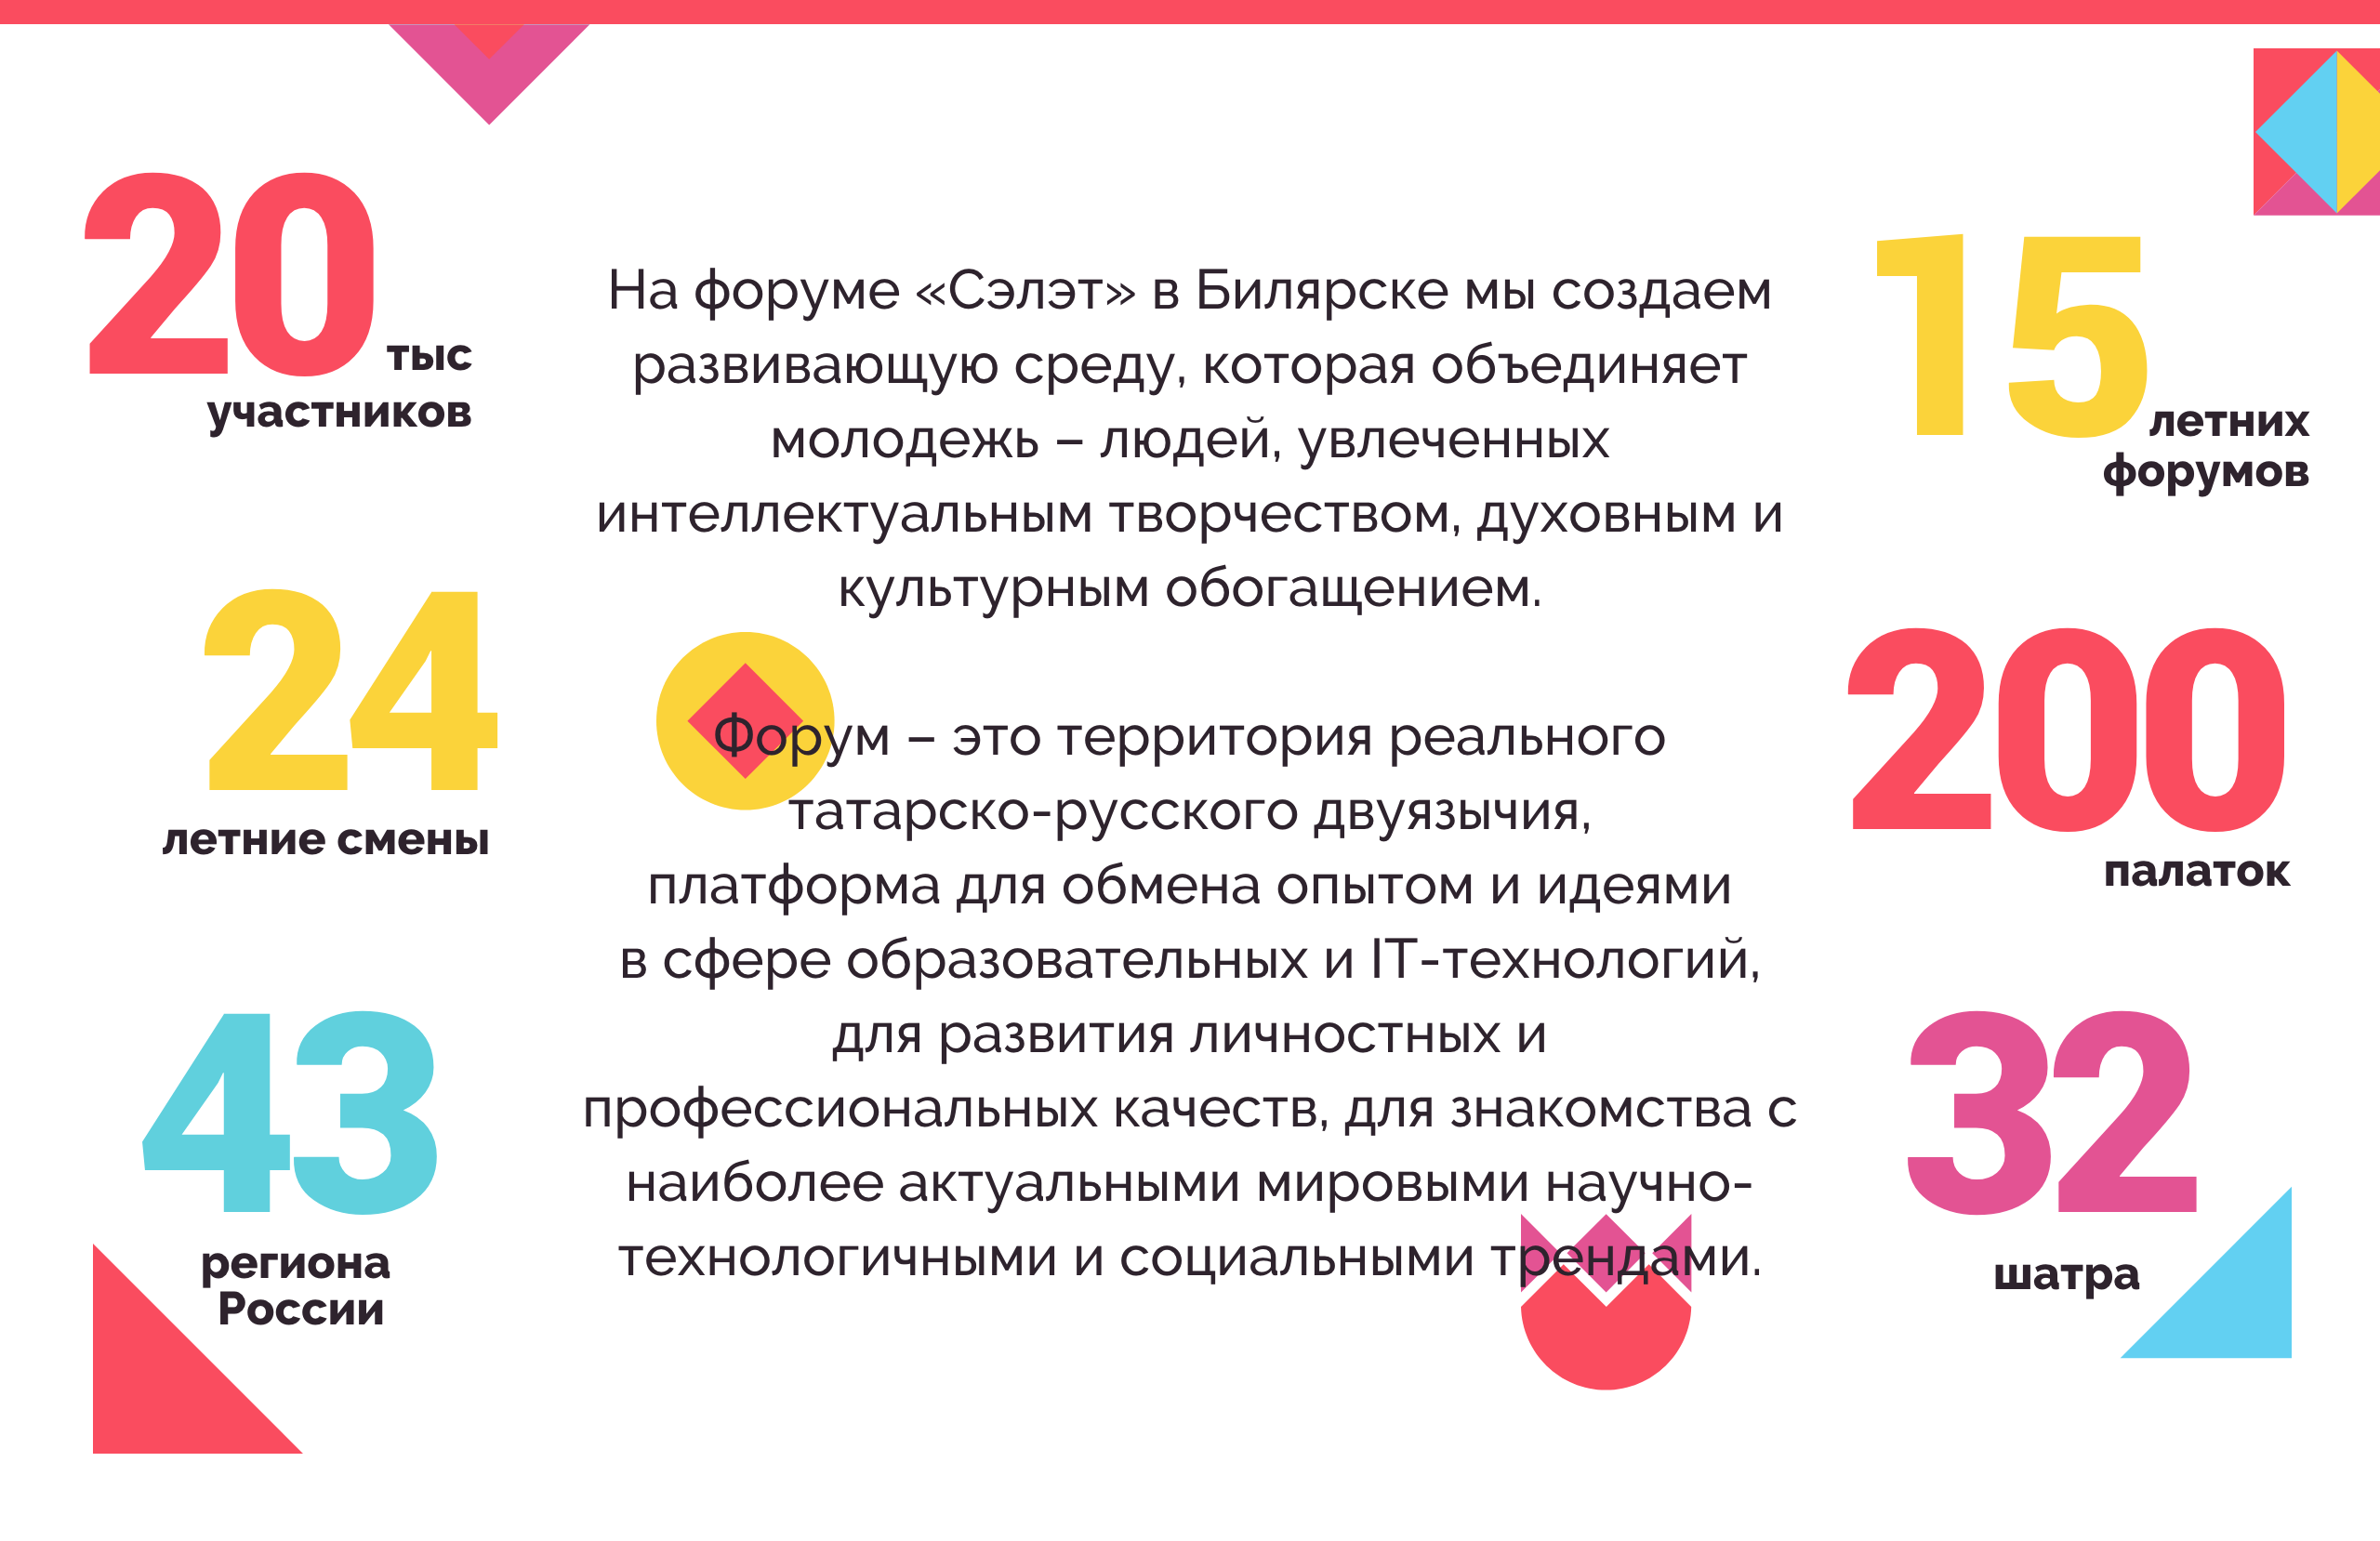 20 тыс
участников
24
летние смены
43
региона
России
На форуме «Сэлэт» в Билярске мы создаем
развивающую среду, которая объединяет
молодежь – людей, увлеченных
интеллектуальным творчеством, духовным и
культурным обогащением.
Форум – это территория реального
татарско-русского двуязычия,
платформа для обмена опытом и идеями
в сфере образовательных и IT-технологий,
для развития личностных и
профессиональных качеств, для знакомства с
наиболее актуальными мировыми научно-
технологичными и социальными трендами.
15 летних
форумов
200
палаток
32
шатра